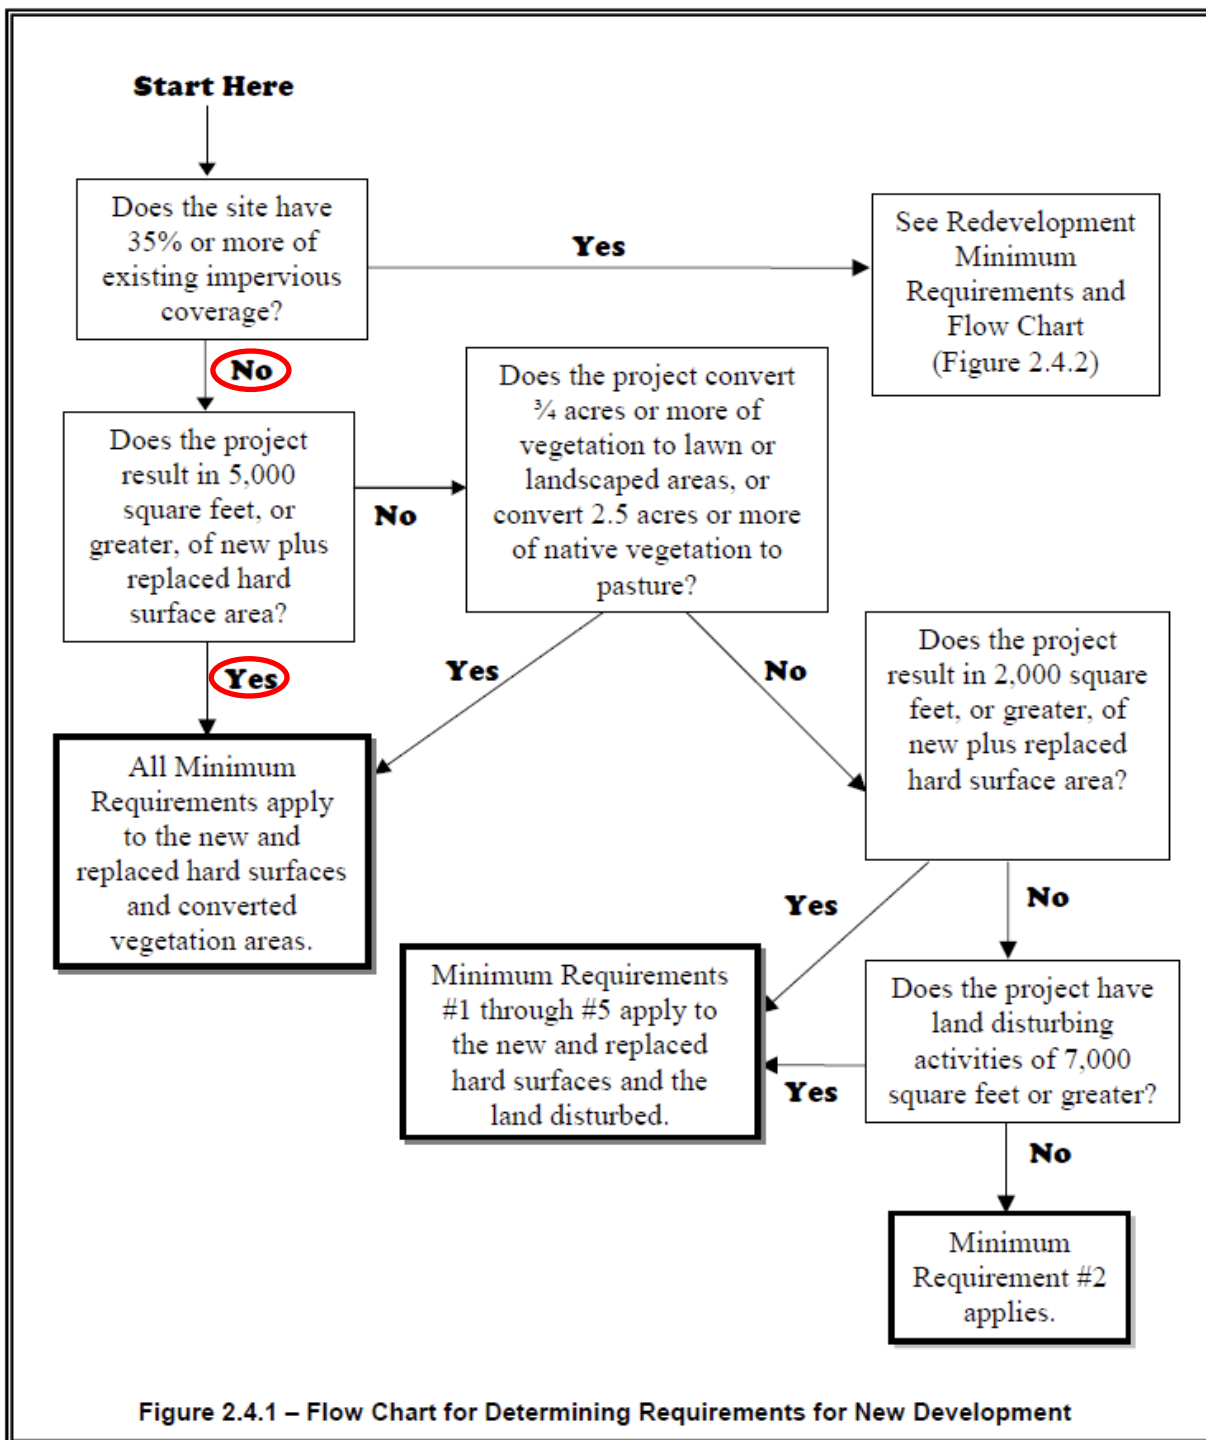 Start Here
Does the site have
35% or more of
existing impervious
coverage?
Yes
See Redevelopment
Minimum
Requirements and
Flow Chart
(Figure 2.4.2)
No
Does the project
result in 5,000
square feet, or
greater, of new plus
replaced hard
surface area?
No
Does the project convert
¾ acres or more of
vegetation to lawn or
landscaped areas, or
convert 2.5 acres or more
of native vegetation to
pasture?
Yes
Yes
No
Does the project
result in 2,000 square
feet, or greater, of
new plus replaced
hard surface area?
All Minimum
Requirements apply
to the new and
replaced hard surfaces
and converted
vegetation areas.
Yes
No
Minimum Requirements
#1 through #5 apply to
the new and replaced
hard surfaces and the
land disturbed.
Yes
Does the project have
land disturbing
activities of 7,000
square feet or greater?
No
Minimum
Requirement #2
applies.
Figure 2.4.1 – Flow Chart for Determining Requirements for New Development